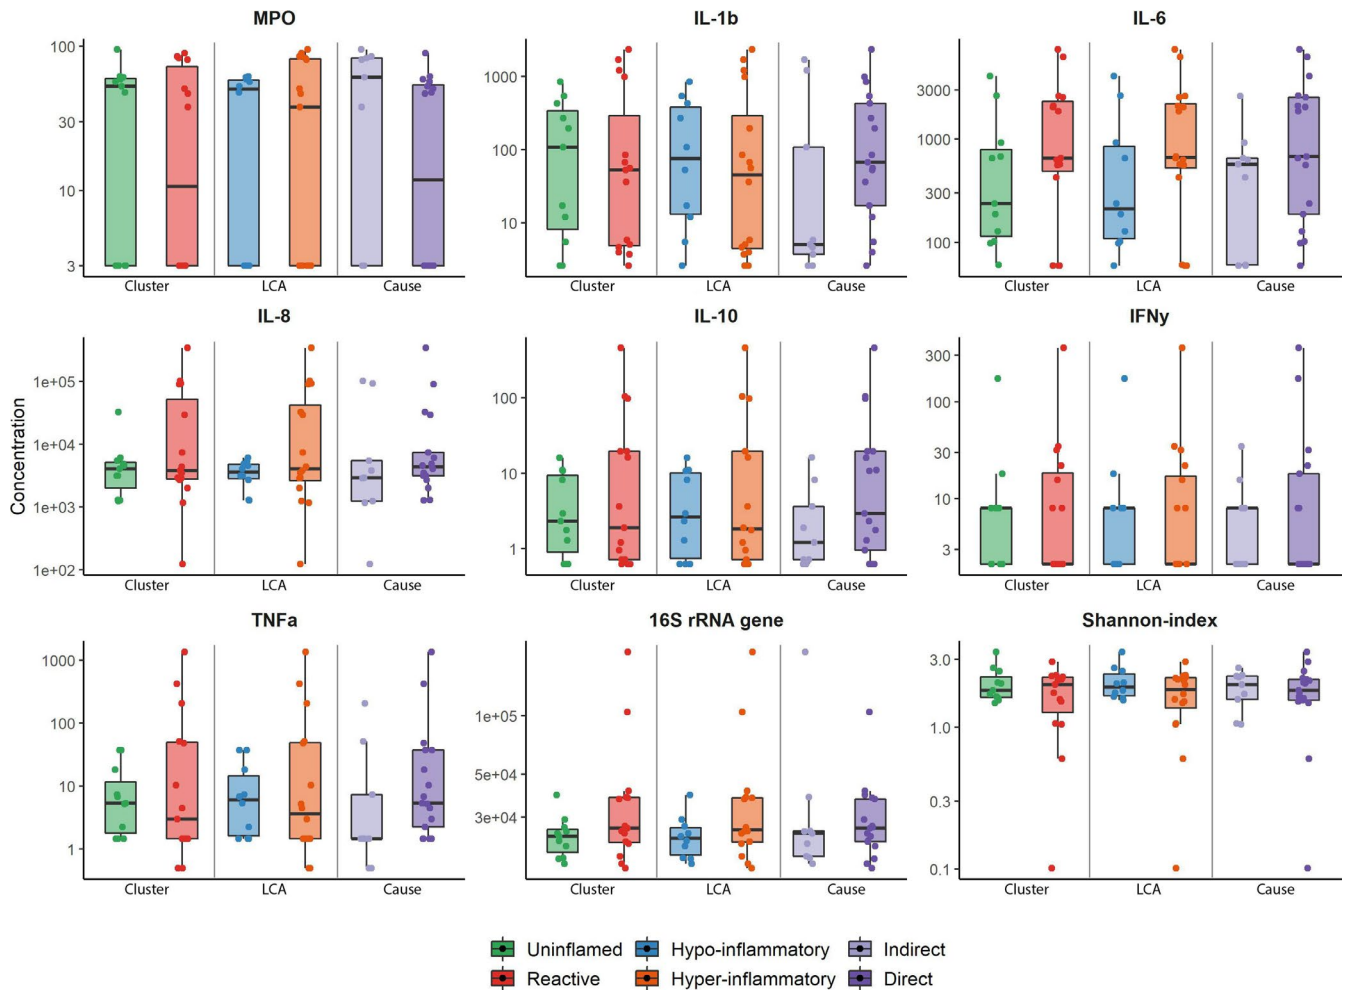 MPO
IL-1b
IL-6
100
30
10
3
Cluster
LCA
Cause
1000
100
10
Cluster
LCA
Cause
3000
1000
300
100
Cluster
LCA
Cause
IL-8
IL-10
IFNy
Concentration
1e+05
1e+04
1e+03
1e+02
Cluster
LCA
Cause
100
10
1
Cluster
LCA
Cause
300
100
30
10
3
Cluster
LCA
Cause
TNFa
16S rRNA gene
Shannon-index
1000
100
10
1
Cluster
LCA
Cause
1e+05
5e+04
3e+04
Cluster
LCA
Cause
3.0
1.0
0.3
0.1
Cluster
LCA
Cause
Uninflamed
Hypo-inflammatory
Indirect
Reactive
Hyper-inflammatory
Direct